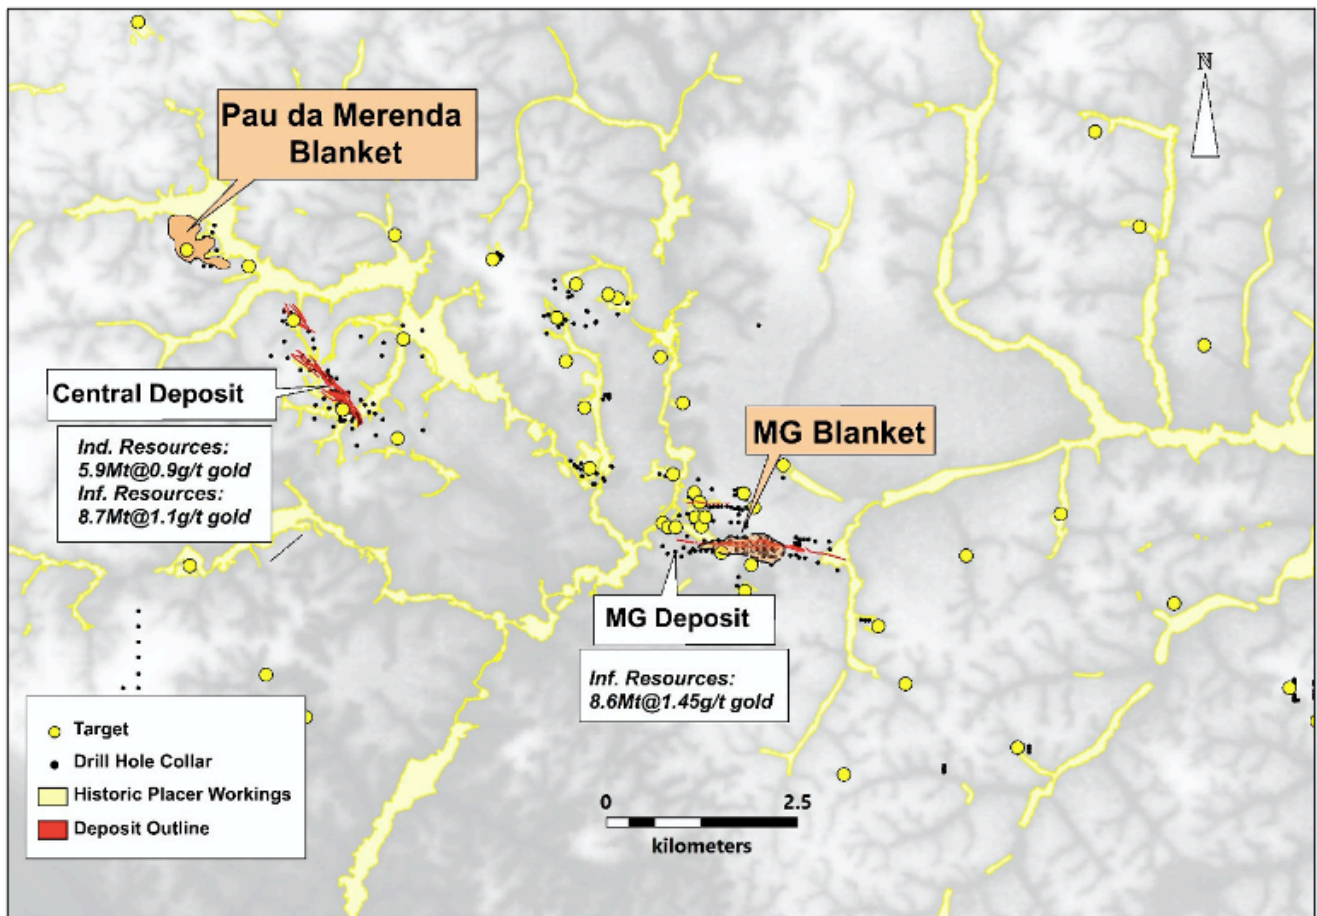 N
Pau da Merenda
Blanket
Central Deposit
Ind. Resources:
5.9Mt@0.9g/t gold
Inf. Resources:
8.7Mt@1.1g/t gold
MG Blanket
MG Deposit
Inf. Resources:
8.6Mt@1.45g/t gold
Target
Drill Hole Collar
Historic Placer Workings
Deposit Outline
0 2.5
kilometers